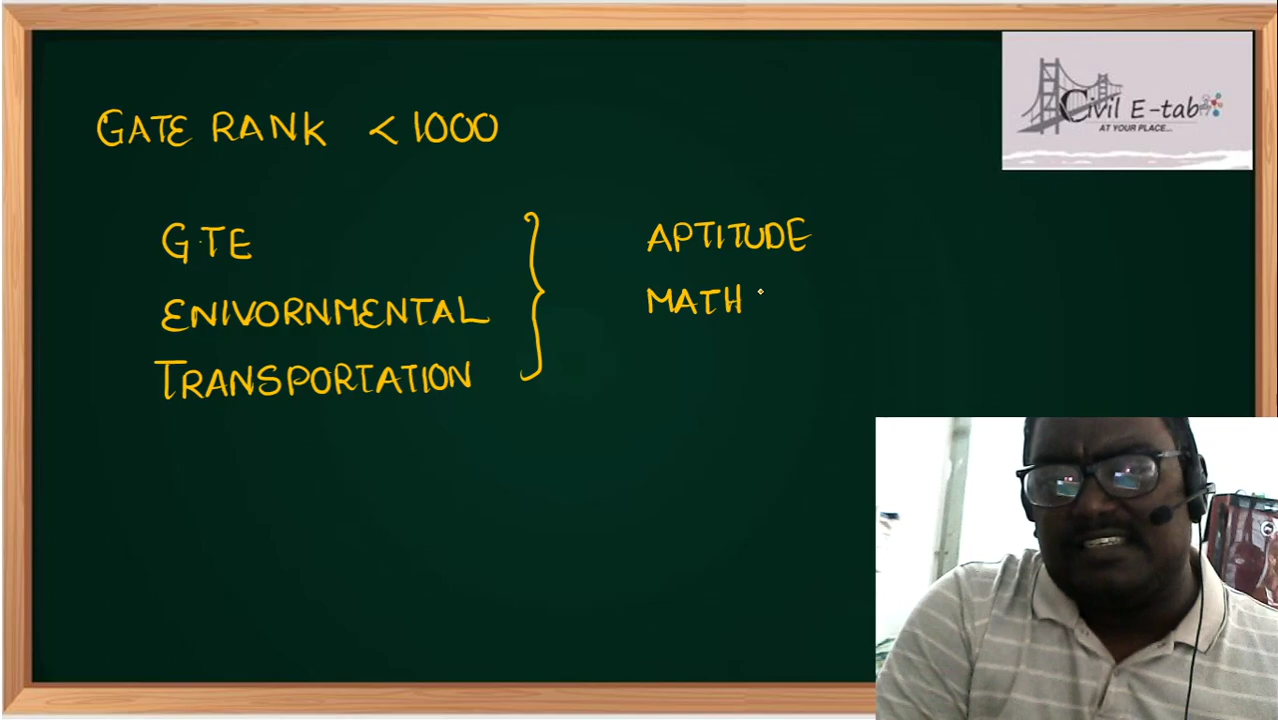 GATE RANK < 1000
GTE
ENIVORNMENTAL
TRANSPORTATION
APTITUDE
MATH
Civil E-tab
AT YOUR PLACE...